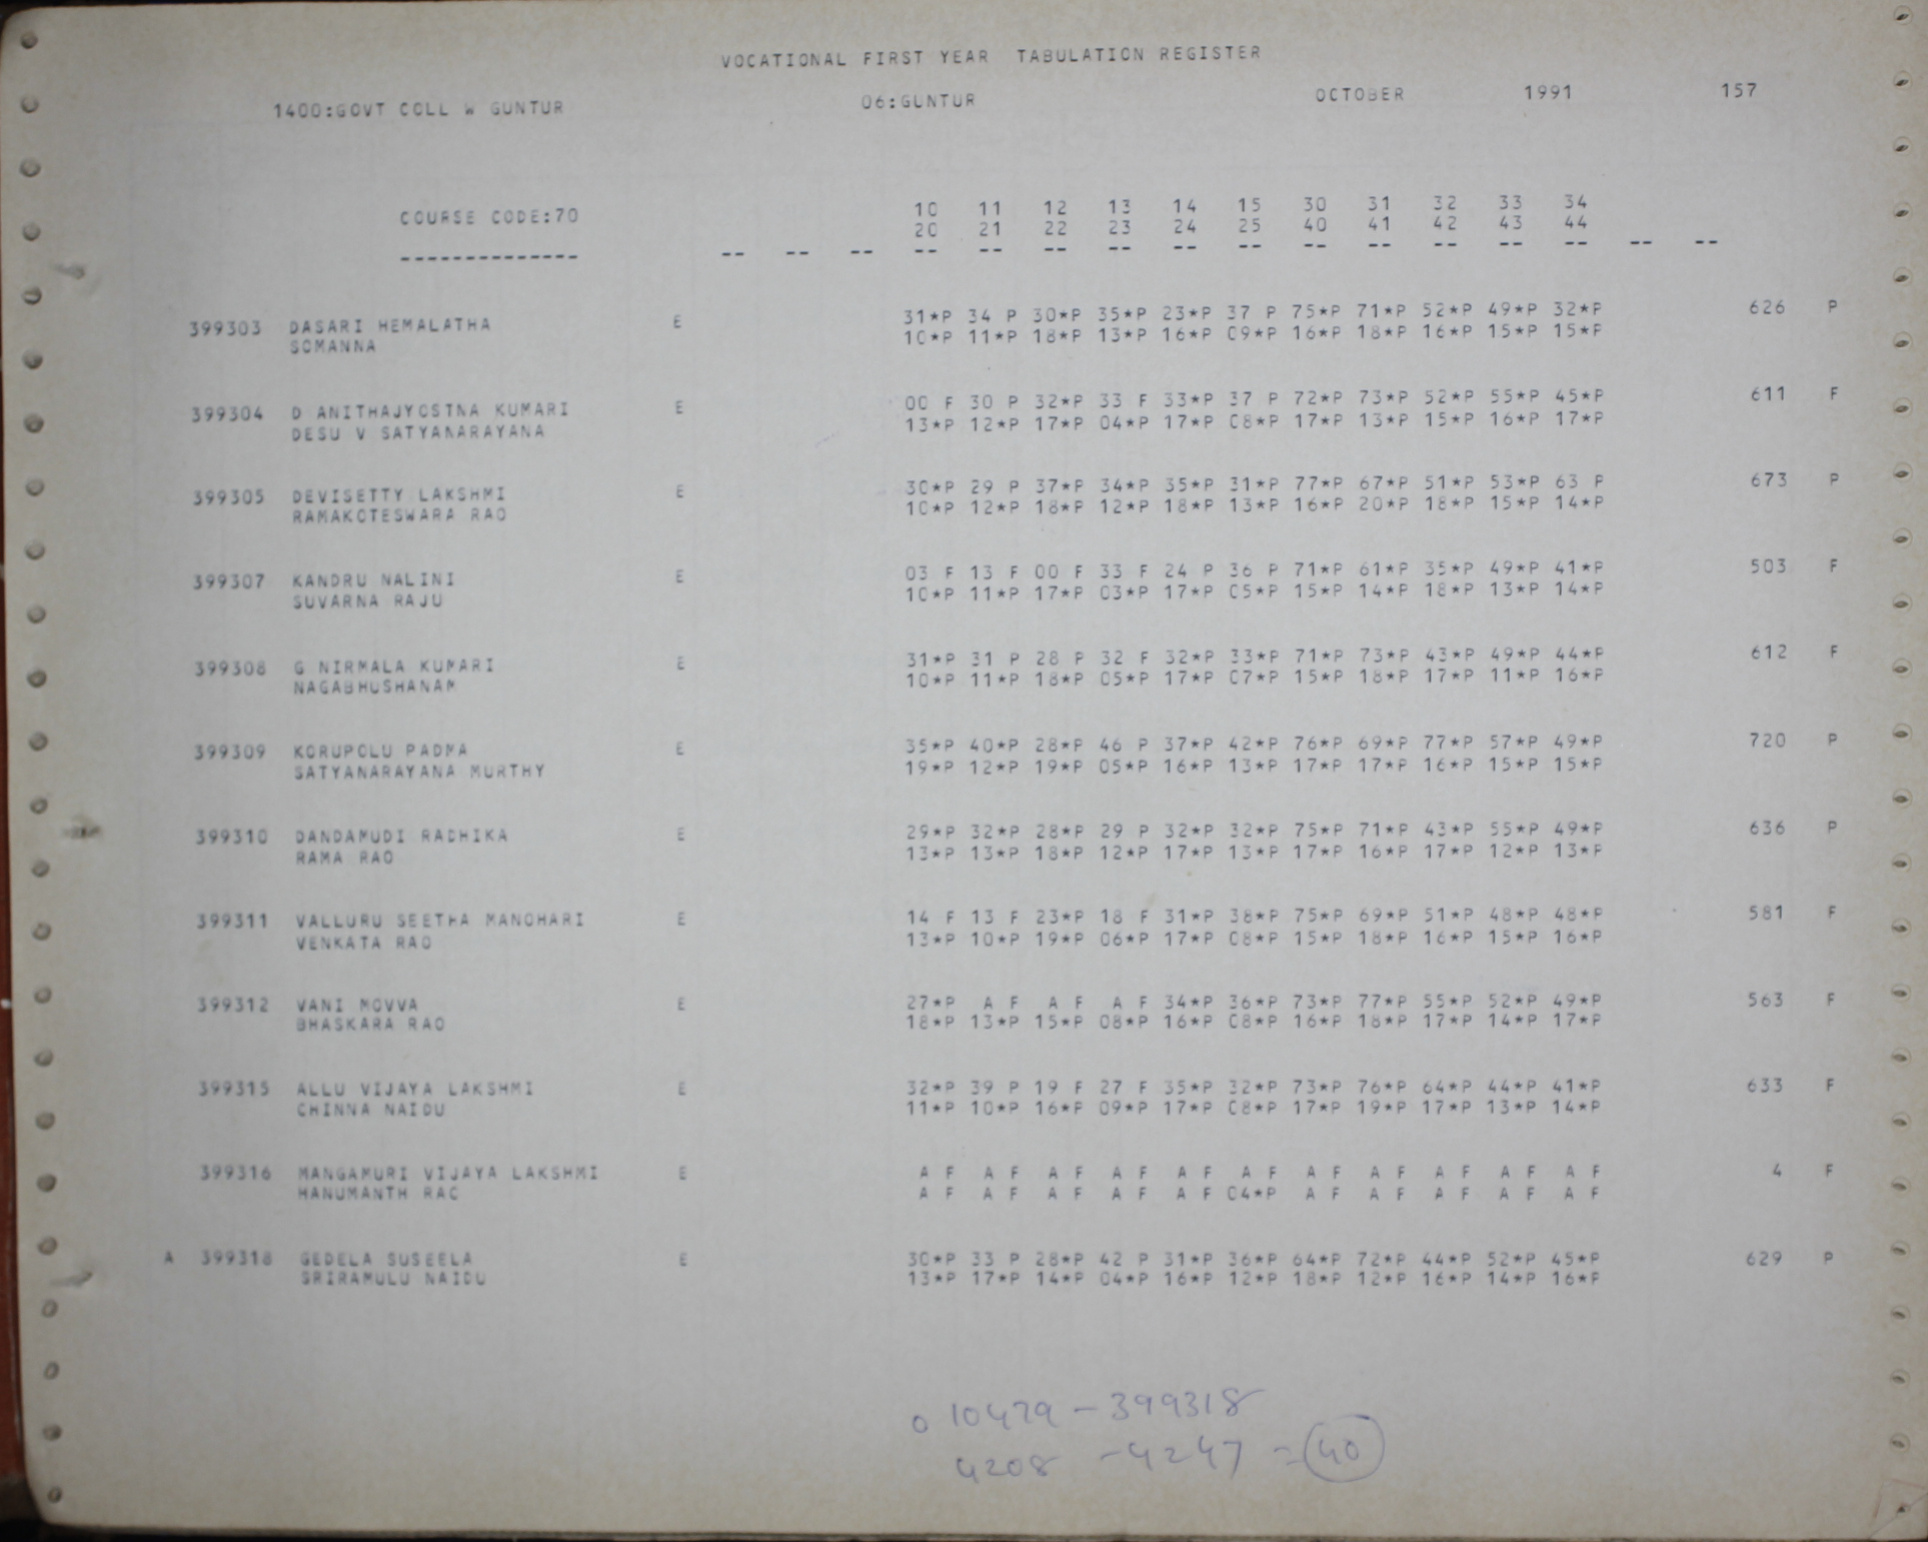 VOCATIONAL FIRST YEAR TABULATION REGISTER
1400:GOVT COLL W GUNTUR 06:GUNTUR OCTOBER 1991 157
10 11 12 13 14 15 30 31 32 33 34
COURSE CODE:70 20 21 22 23 24 25 40 41 42 43 44
-------------- -- -- -- -- -- -- -- -- -- -- -- -- -- -- -- --
399303 DASARI HEMALATHA E 31*P 34 P 30*P 35*P 23*P 37 P 75*P 71*P 52*P 49*P 32*P 626 P
SOMANNA 10*P 11*P 18*P 13*P 16*P 09*P 16*P 18*P 16*P 15*P 15*P
399304 D ANITHAJYOSTNA KUMARI E 00 F 30 P 32*P 33 F 33*P 37 P 72*P 73*P 52*P 55*P 45*P 611 F
DESU V SATYANARAYANA 13*P 12*P 17*P 04*P 17*P 08*P 17*P 13*P 15*P 16*P 17*P
399305 DEVISETTY LAKSHMI E 30*P 29 P 37*P 34*P 35*P 31*P 77*P 67*P 51*P 53*P 63 P 673 P
RAMAKOTESWARA RAO 10*P 12*P 18*P 12*P 18*P 13*P 16*P 20*P 18*P 15*P 14*P
399307 KANDRU NALINI E 03 F 13 F 00 F 33 F 24 P 36 P 71*P 61*P 35*P 49*P 41*P 503 F
SUVARNA RAJU 10*P 11*P 17*P 03*P 17*P 05*P 15*P 14*P 18*P 13*P 14*P
399308 G NIRMALA KUMARI E 31*P 31 P 28 P 32 F 32*P 33*P 71*P 73*P 43*P 49*P 44*P 612 F
NAGABHUSHANAM 10*P 11*P 18*P 05*P 17*P 07*P 15*P 18*P 17*P 11*P 16*P
399309 KORUPOLU PADMA E 35*P 40*P 28*P 46 P 37*P 42*P 76*P 69*P 77*P 57*P 49*P 720 P
SATYANARAYANA MURTHY 19*P 12*P 19*P 05*P 16*P 13*P 17*P 17*P 16*P 15*P 15*P
399310 DANDAMUDI RADHIKA E 29*P 32*P 28*P 29 P 32*P 32*P 75*P 71*P 43*P 55*P 49*P 636 P
RAMA RAO 13*P 13*P 18*P 12*P 17*P 13*P 17*P 16*P 17*P 12*P 13*P
399311 VALLURU SEETHA MANOHARI E 14 F 13 F 23*P 18 F 31*P 38*P 75*P 69*P 51*P 48*P 48*P 581 F
VENKATA RAO 13*P 10*P 19*P 06*P 17*P 08*P 15*P 18*P 16*P 15*P 16*P
399312 VANI MOVVA E 27*P A F A F A F 34*P 36*P 73*P 77*P 55*P 52*P 49*P 563 F
BHASKARA RAO 18*P 13*P 15*P 08*P 16*P 08*P 16*P 18*P 17*P 14*P 17*P
399315 ALLU VIJAYA LAKSHMI E 32*P 39 P 19 F 27 F 35*P 32*P 73*P 76*P 64*P 44*P 41*P 633 F
CHINNA NAIDU 11*P 10*P 16*P 09*P 17*P 08*P 17*P 19*P 17*P 13*P 14*P
399316 MANGAMURI VIJAYA LAKSHMI E A F A F A F A F A F A F A F A F A F A F A F 4 F
HANUMANTH RAO A F A F A F A F A F 04*P A F A F A F A F A F
A 399318 GEDELA SUSEELA E 30*P 33 P 28*P 42 P 31*P 36*P 64*P 72*P 44*P 52*P 45*P 629 P
SRIRAMULU NAIDU 13*P 17*P 14*P 04*P 16*P 12*P 18*P 12*P 16*P 14*P 16*P
0 10479 - 399318
4208 - 4247 = 40